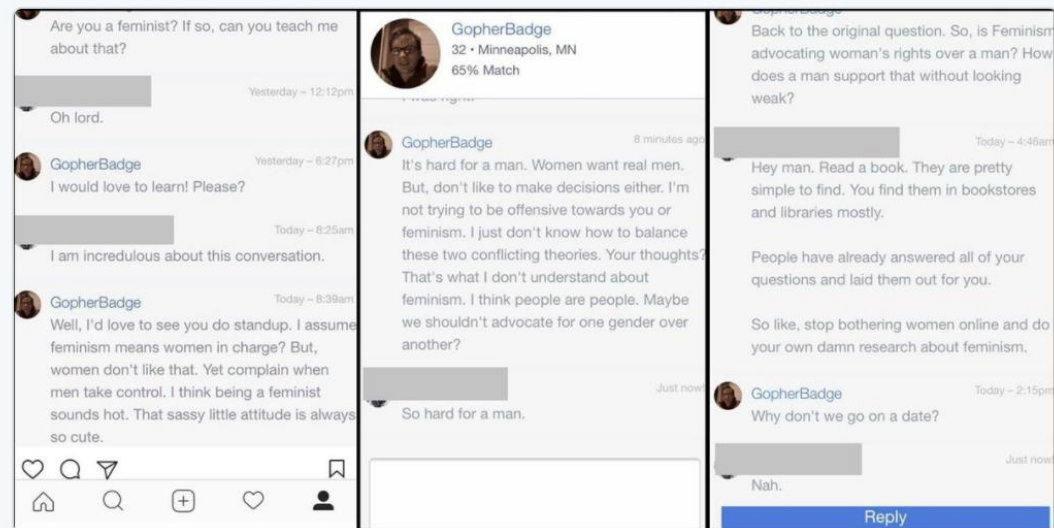 Are you a feminist? If so, can you teach me
about that?
Yesterday – 12:12pm
Oh lord.
GopherBadge
Yesterday – 6:27pm
I would love to learn! Please?
Today – 8:25am
I am incredulous about this conversation.
GopherBadge
Today – 8:39am
Well, I'd love to see you do standup. I assume
feminism means women in charge? But,
women don't like that. Yet complain when
men take control. I think being a feminist
sounds hot. That sassy little attitude is always
so cute.
GopherBadge
32 • Minneapolis, MN
65% Match
GopherBadge
8 minutes ago
It's hard for a man. Women want real men.
But, don't like to make decisions either. I'm
not trying to be offensive towards you or
feminism. I just don't know how to balance
these two conflicting theories. Your thoughts?
That's what I don't understand about
feminism. I think people are people. Maybe
we shouldn't advocate for one gender over
another?
Just now!
So hard for a man.
GopherBadge
Back to the original question. So, is Feminism
advocating woman's rights over a man? How
does a man support that without looking
weak?
Today – 4:46am
Hey man. Read a book. They are pretty
simple to find. You find them in bookstores
and libraries mostly.
People have already answered all of your
questions and laid them out for you.
So like, stop bothering women online and do
your own damn research about feminism.
GopherBadge
Today – 2:15pm
Why don't we go on a date?
Just now!
Nah.
Reply